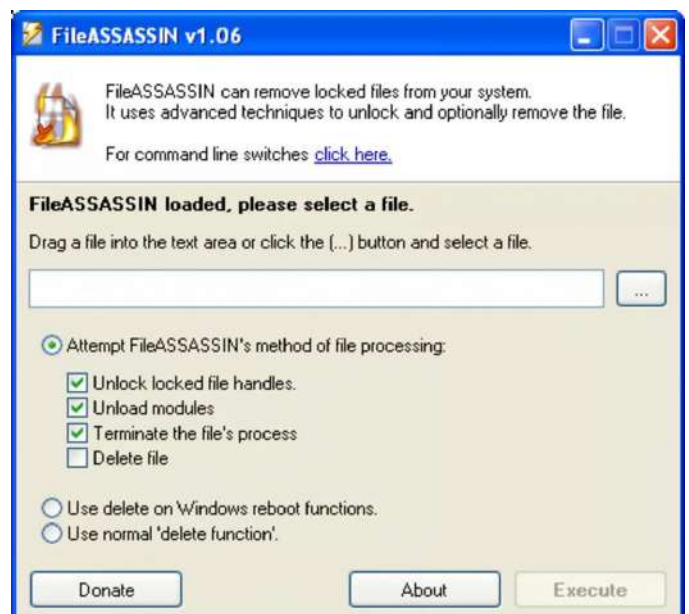 FileASSASSIN v1.06
FileASSASSIN can remove locked files from your system.
It uses advanced techniques to unlock and optionally remove the file.
For command line switches click here.
FileASSASSIN loaded, please select a file.
Drag a file into the text area or click the (...) button and select a file.
...
Attempt FileASSASSIN's method of file processing:
Unlock locked file handles.
Unload modules
Terminate the file's process
Delete file
Use delete on Windows reboot functions.
Use normal 'delete function'.
Donate About Execute